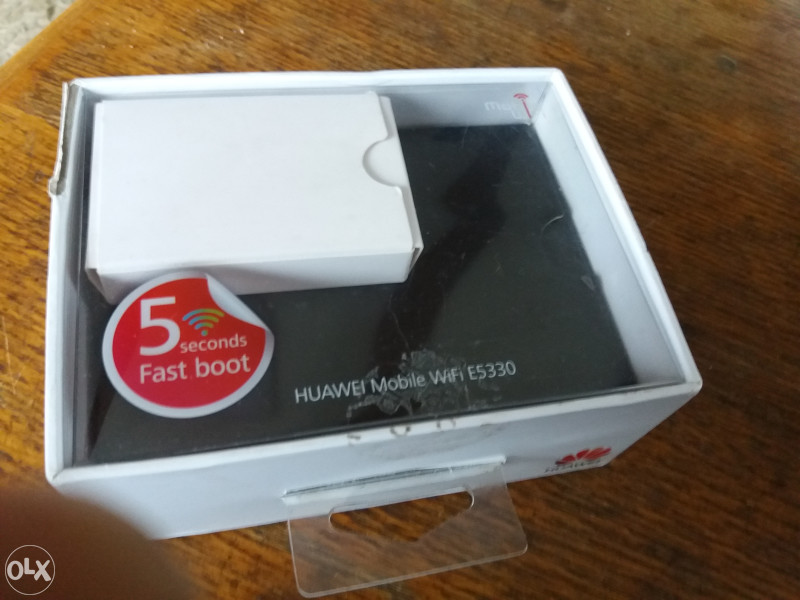 5
seconds
Fast boot
HUAWEI Mobile WiFi E5330
HUAWEI
OLX